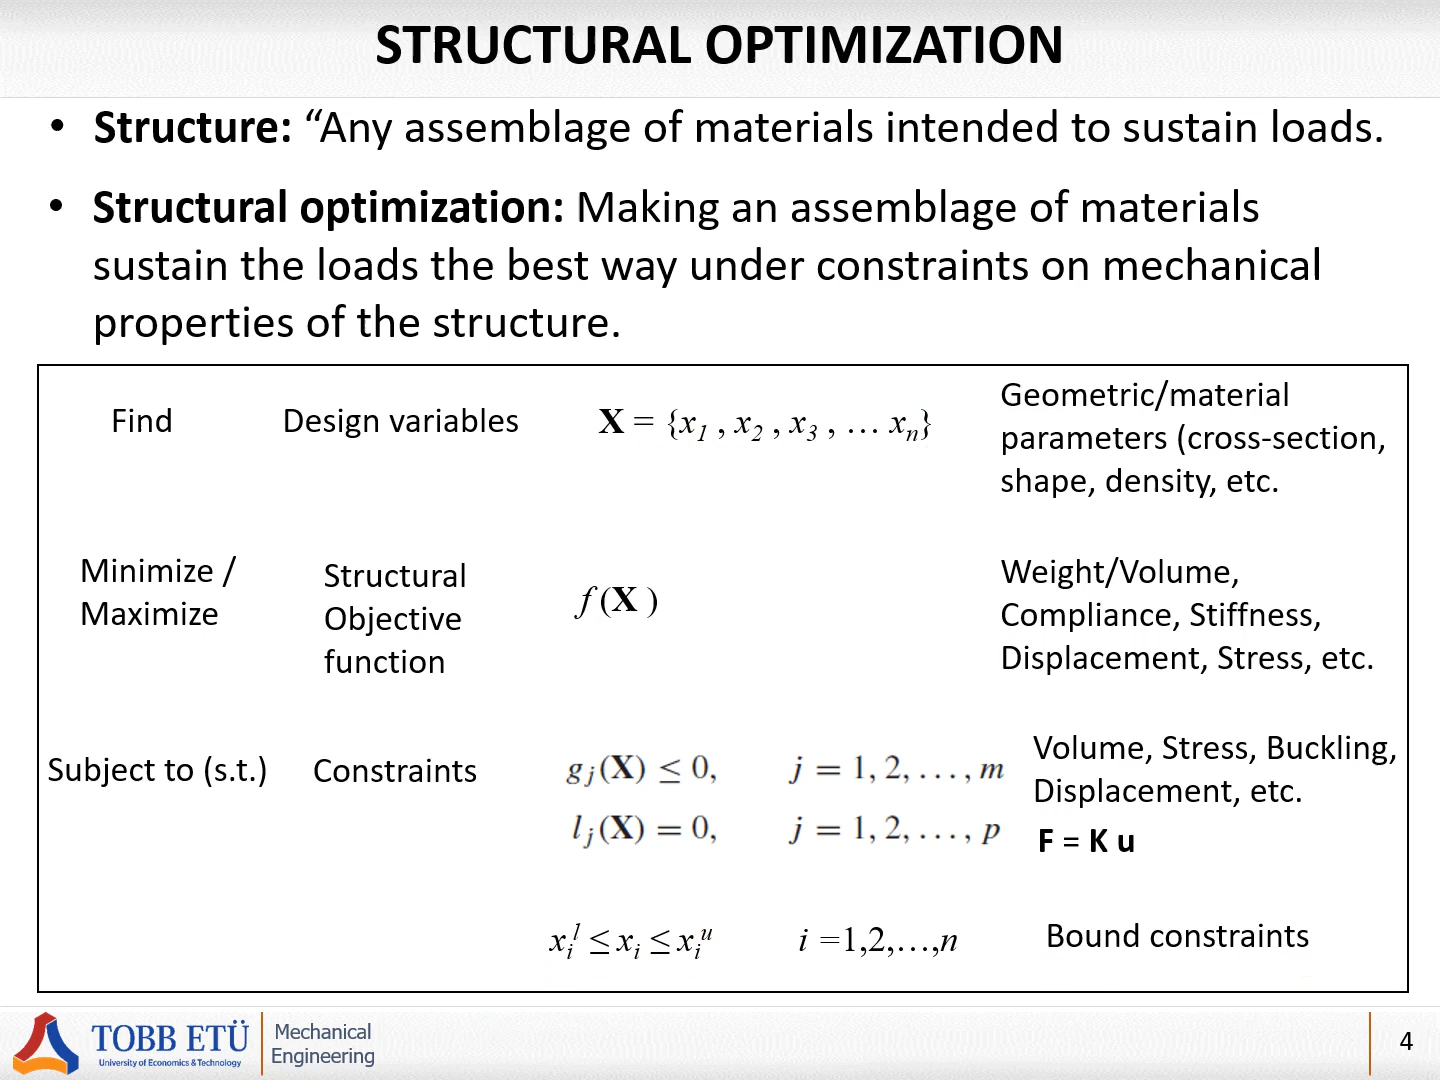 STRUCTURAL OPTIMIZATION
• Structure: “Any assemblage of materials intended to sustain loads.
• Structural optimization: Making an assemblage of materials
sustain the loads the best way under constraints on mechanical
properties of the structure.
Find
Design variables
X = {x1 , x2 , x3 , … xn}
Geometric/material
parameters (cross-section,
shape, density, etc.
Minimize /
Maximize
Structural
Objective
function
f (X )
Weight/Volume,
Compliance, Stiffness,
Displacement, Stress, etc.
Subject to (s.t.)
Constraints
gj(X) ≤ 0, j = 1, 2, . . . , m
lj(X) = 0, j = 1, 2, . . . , p
Volume, Stress, Buckling,
Displacement, etc.
F = K u
xi^l ≤ xi ≤ xi^u i =1,2,…,n
Bound constraints
TOBB ETÜ
University of Economics & Technology
Mechanical
Engineering
4